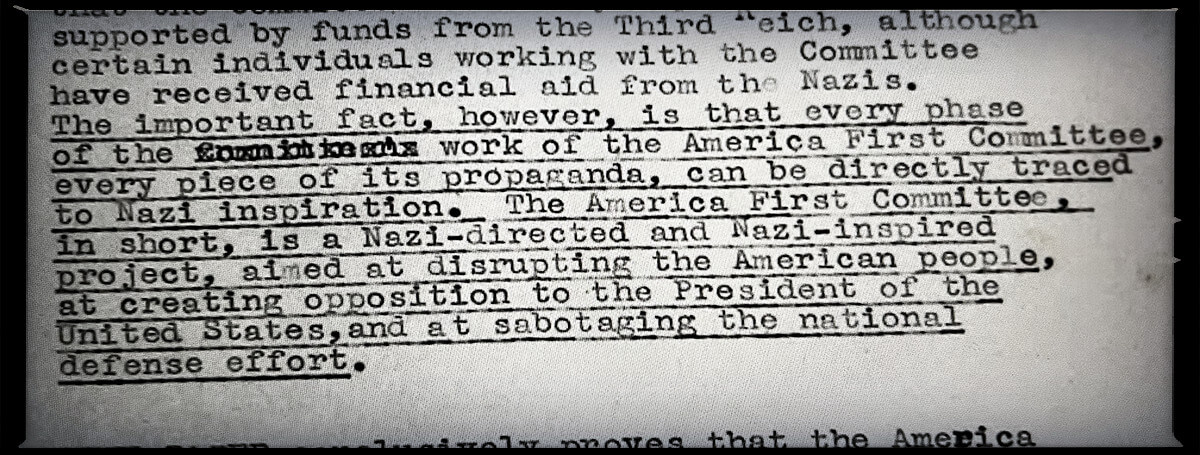 that the
supported by funds from the Third Reich, although
certain individuals working with the Committee
have received financial aid from the Nazis.
The important fact, however, is that every phase
of the work of the America First Committee,
every piece of its propaganda, can be directly traced
to Nazi inspiration. The America First Committee,
in short, is a Nazi-directed and Nazi-inspired
project, aimed at disrupting the American people,
at creating opposition to the President of the
United States,and at sabotaging the national
defense effort.
conclusively proves that the America